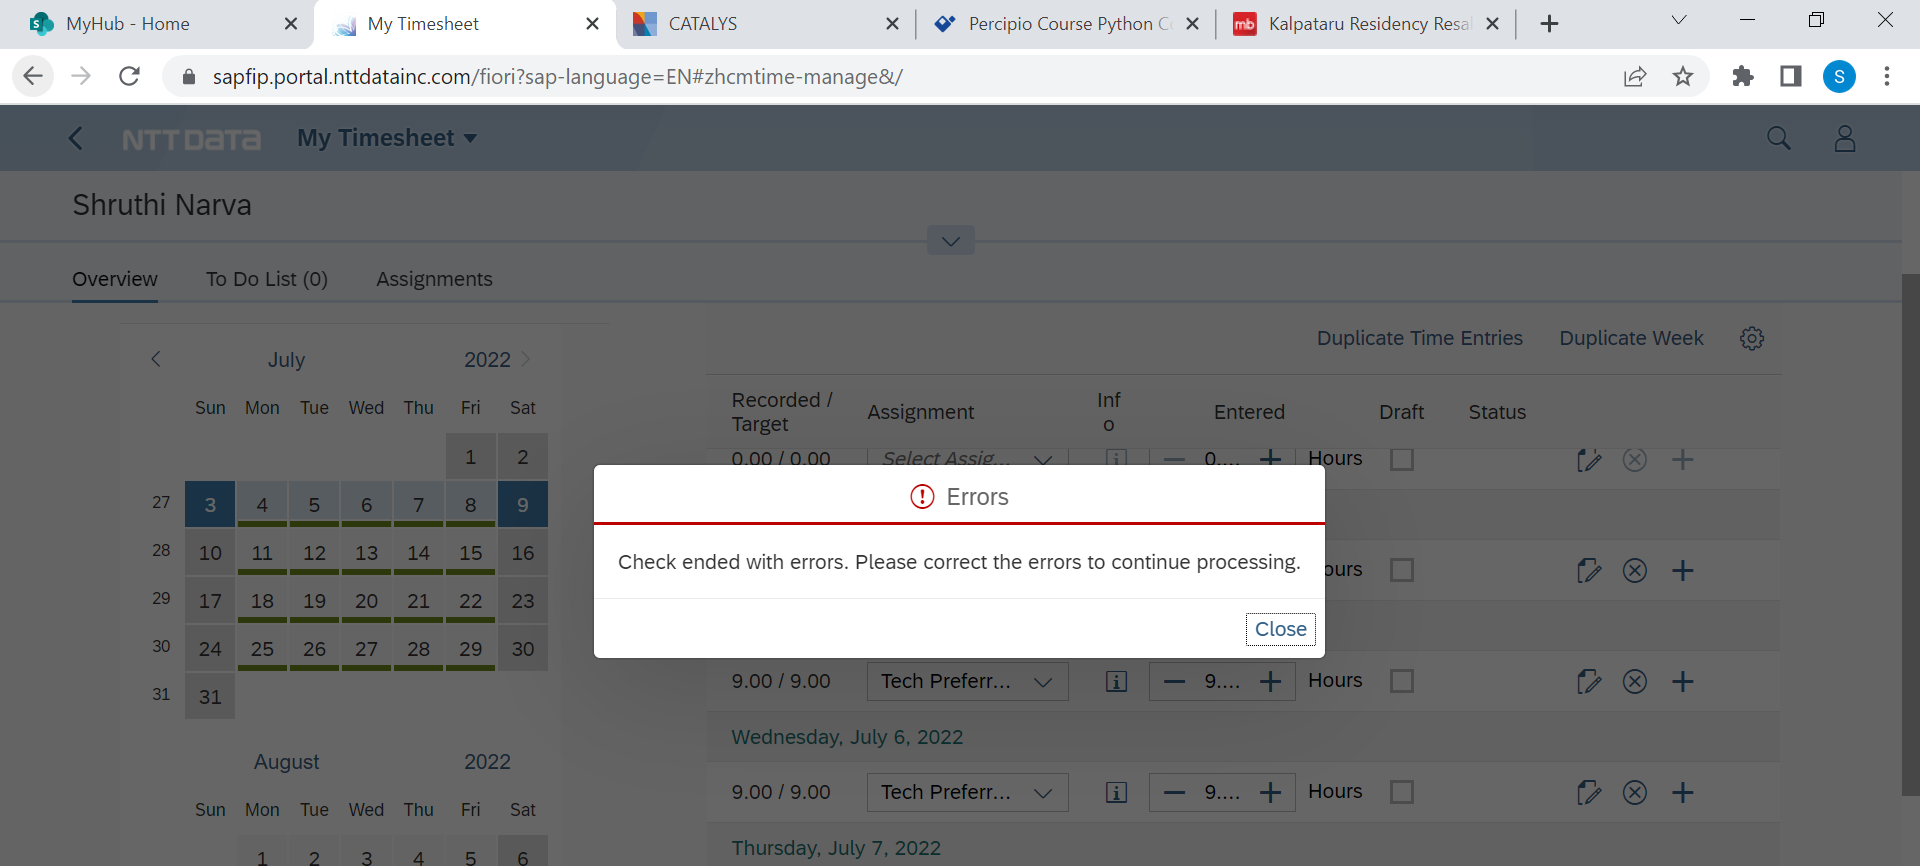 MyHub - Home
My Timesheet
CATALYS
Percipio Course Python C
Kalpataru Residency Resa
sapfip.portal.nttdatainc.com/fiori?sap-language=EN#zhcmtime-manage&/
S
NTT DATA My Timesheet
Shruthi Narva
Overview To Do List (0) Assignments
Duplicate Time Entries Duplicate Week
July 2022
Sun Mon Tue Wed Thu Fri Sat
1 2
27 3 4 5 6 7 8 9
28 10 11 12 13 14 15 16
29 17 18 19 20 21 22 23
30 24 25 26 27 28 29 30
31 31
August 2022
Sun Mon Tue Wed Thu Fri Sat
1 2 3 4 5 6
Recorded / Target
Assignment
Info
Entered
Draft
Status
0.00 / 0.00 Select Assig... 0.... Hours
Errors
Check ended with errors. Please correct the errors to continue processing.
Close
ours
9.00 / 9.00 Tech Preferr... 9.... Hours
Wednesday, July 6, 2022
9.00 / 9.00 Tech Preferr... 9.... Hours
Thursday, July 7, 2022